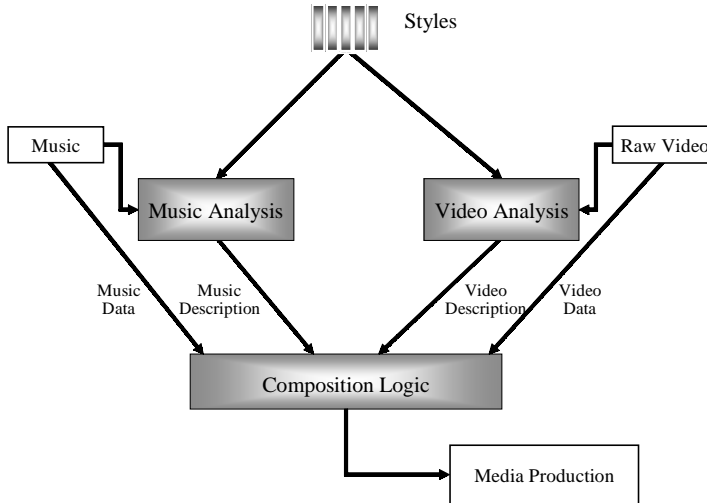 Styles
Music
Raw Video
Music Analysis
Video Analysis
Music
Data
Music
Description
Video
Description
Video
Data
Composition Logic
Media Production